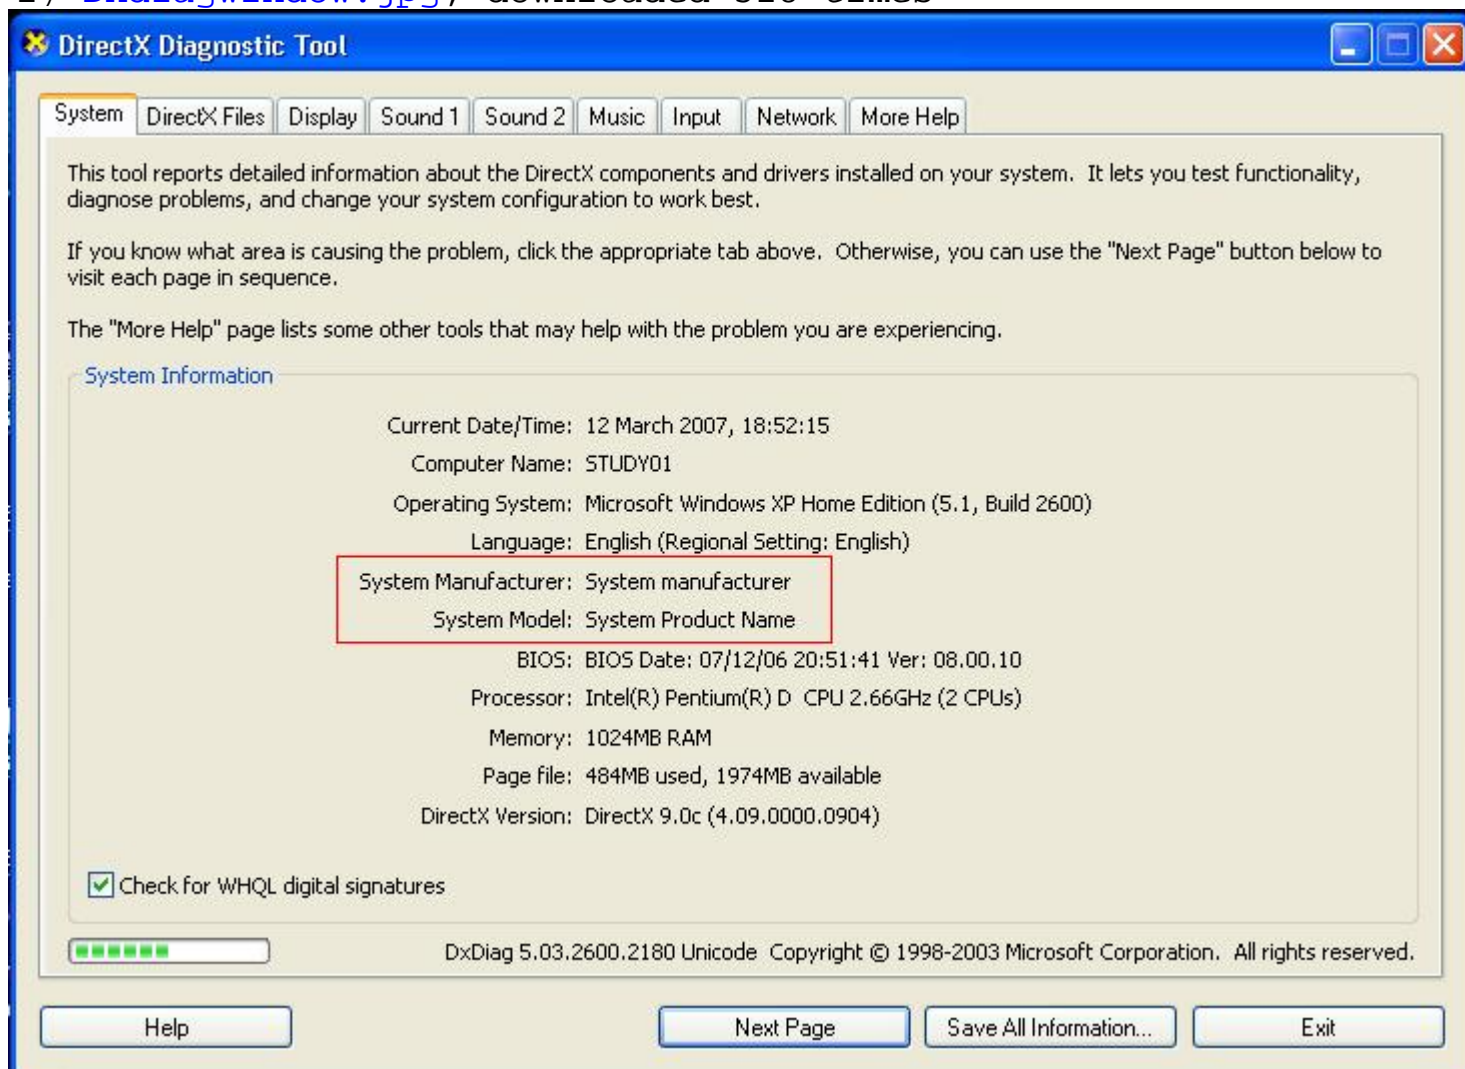 DirectX Diagnostic Tool
System DirectX Files Display Sound 1 Sound 2 Music Input Network More Help
This tool reports detailed information about the DirectX components and drivers installed on your system. It lets you test functionality,
diagnose problems, and change your system configuration to work best.
If you know what area is causing the problem, click the appropriate tab above. Otherwise, you can use the "Next Page" button below to
visit each page in sequence.
The "More Help" page lists some other tools that may help with the problem you are experiencing.
System Information
Current Date/Time: 12 March 2007, 18:52:15
Computer Name: STUDY01
Operating System: Microsoft Windows XP Home Edition (5.1, Build 2600)
Language: English (Regional Setting: English)
System Manufacturer: System manufacturer
System Model: System Product Name
BIOS: BIOS Date: 07/12/06 20:51:41 Ver: 08.00.10
Processor: Intel(R) Pentium(R) D CPU 2.66GHz (2 CPUs)
Memory: 1024MB RAM
Page file: 484MB used, 1974MB available
DirectX Version: DirectX 9.0c (4.09.0000.0904)
Check for WHQL digital signatures
DxDiag 5.03.2600.2180 Unicode Copyright © 1998-2003 Microsoft Corporation. All rights reserved.
Help Next Page Save All Information... Exit